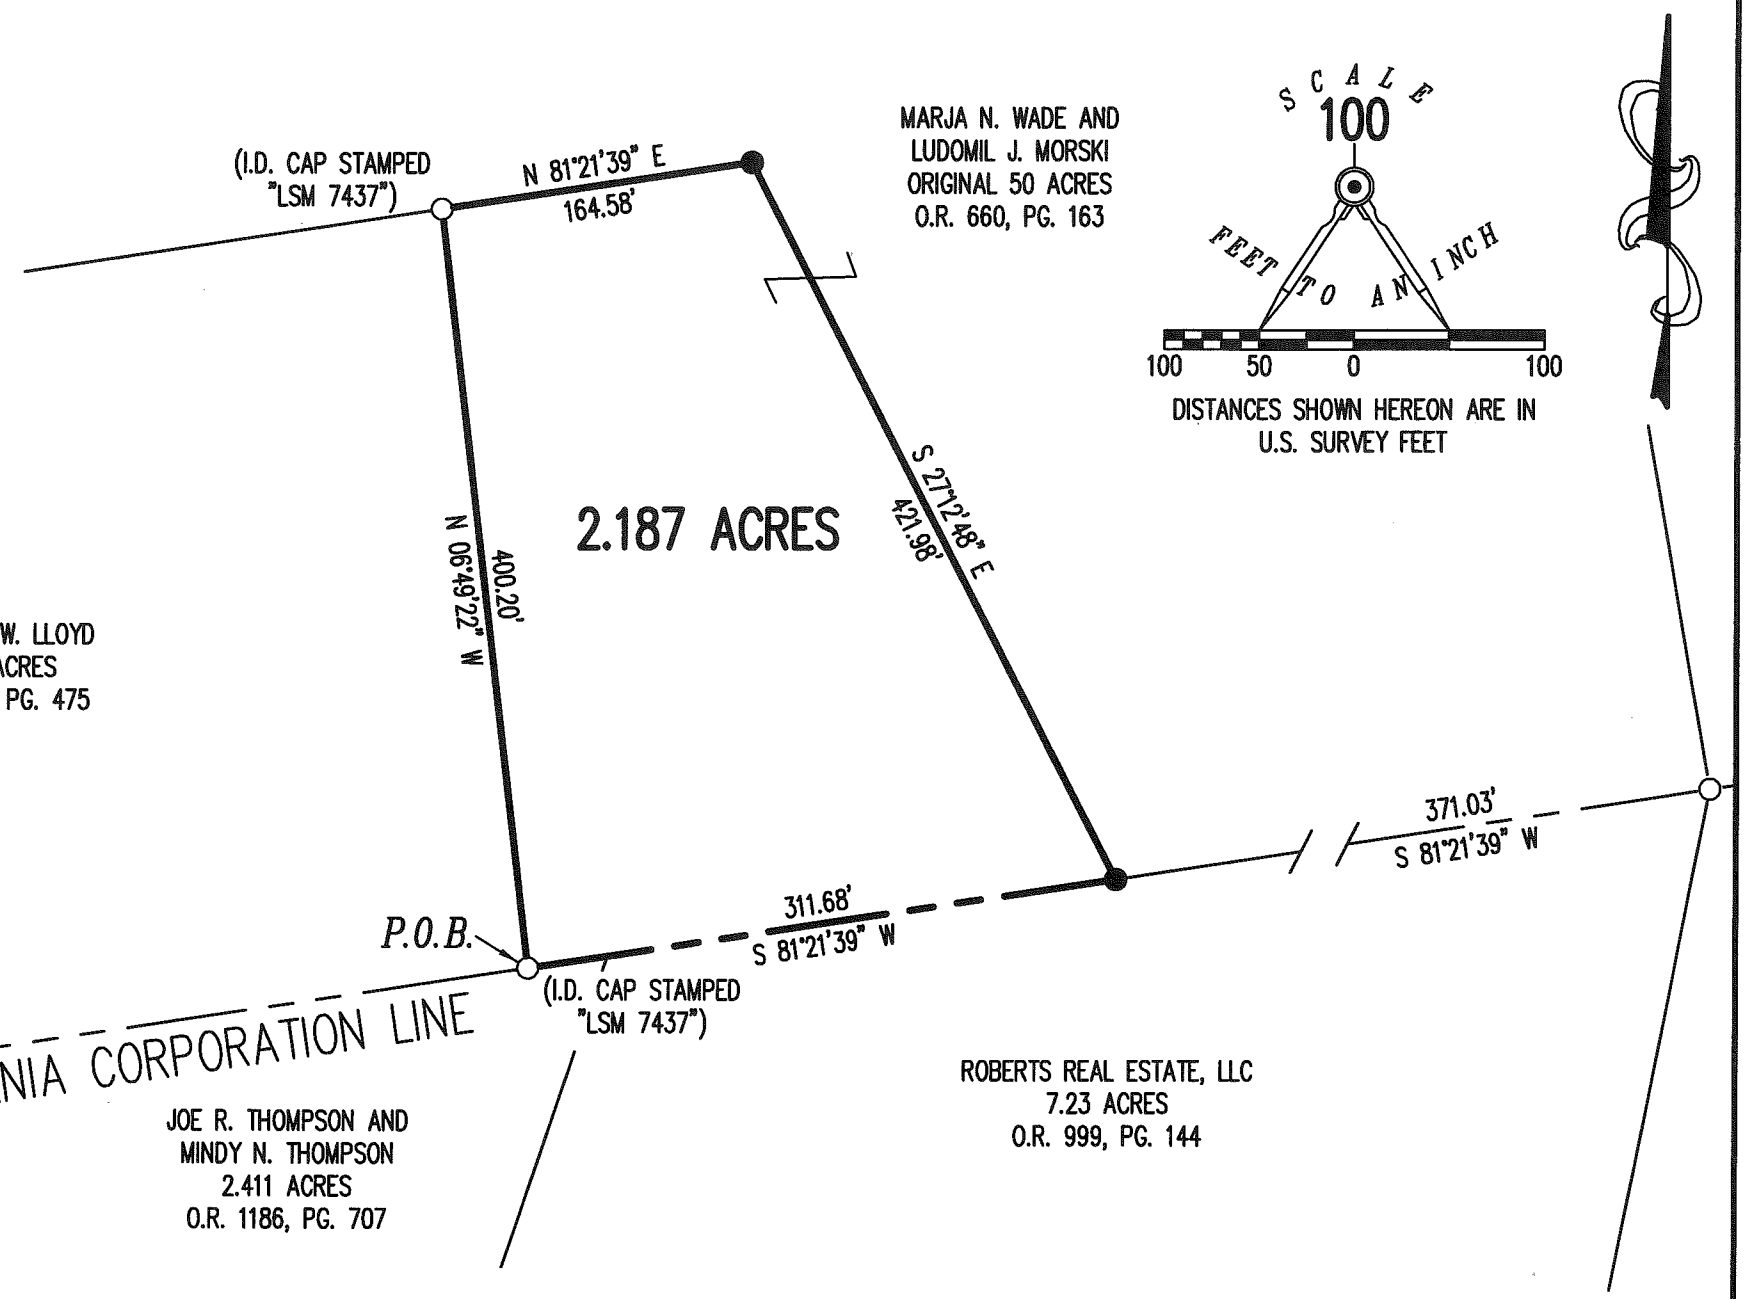 SCALE
100
FEET TO AN INCH
100 50 0 100
DISTANCES SHOWN HEREON ARE IN
U.S. SURVEY FEET
MARJA N. WADE AND
LUDOMIL J. MORSKI
ORIGINAL 50 ACRES
O.R. 660, PG. 163
(I.D. CAP STAMPED
"LSM 7437")
N 81°21'39" E
164.58'
S 27°12'48" E
421.98'
2.187 ACRES
400.20'
N 06°49'22" W
W. LLOYD
ACRES
PG. 475
371.03'
S 81°21'39" W
311.68'
S 81°21'39" W
P.O.B.
(I.D. CAP STAMPED
"LSM 7437")
NIA CORPORATION LINE
JOE R. THOMPSON AND
MINDY N. THOMPSON
2.411 ACRES
O.R. 1186, PG. 707
ROBERTS REAL ESTATE, LLC
7.23 ACRES
O.R. 999, PG. 144